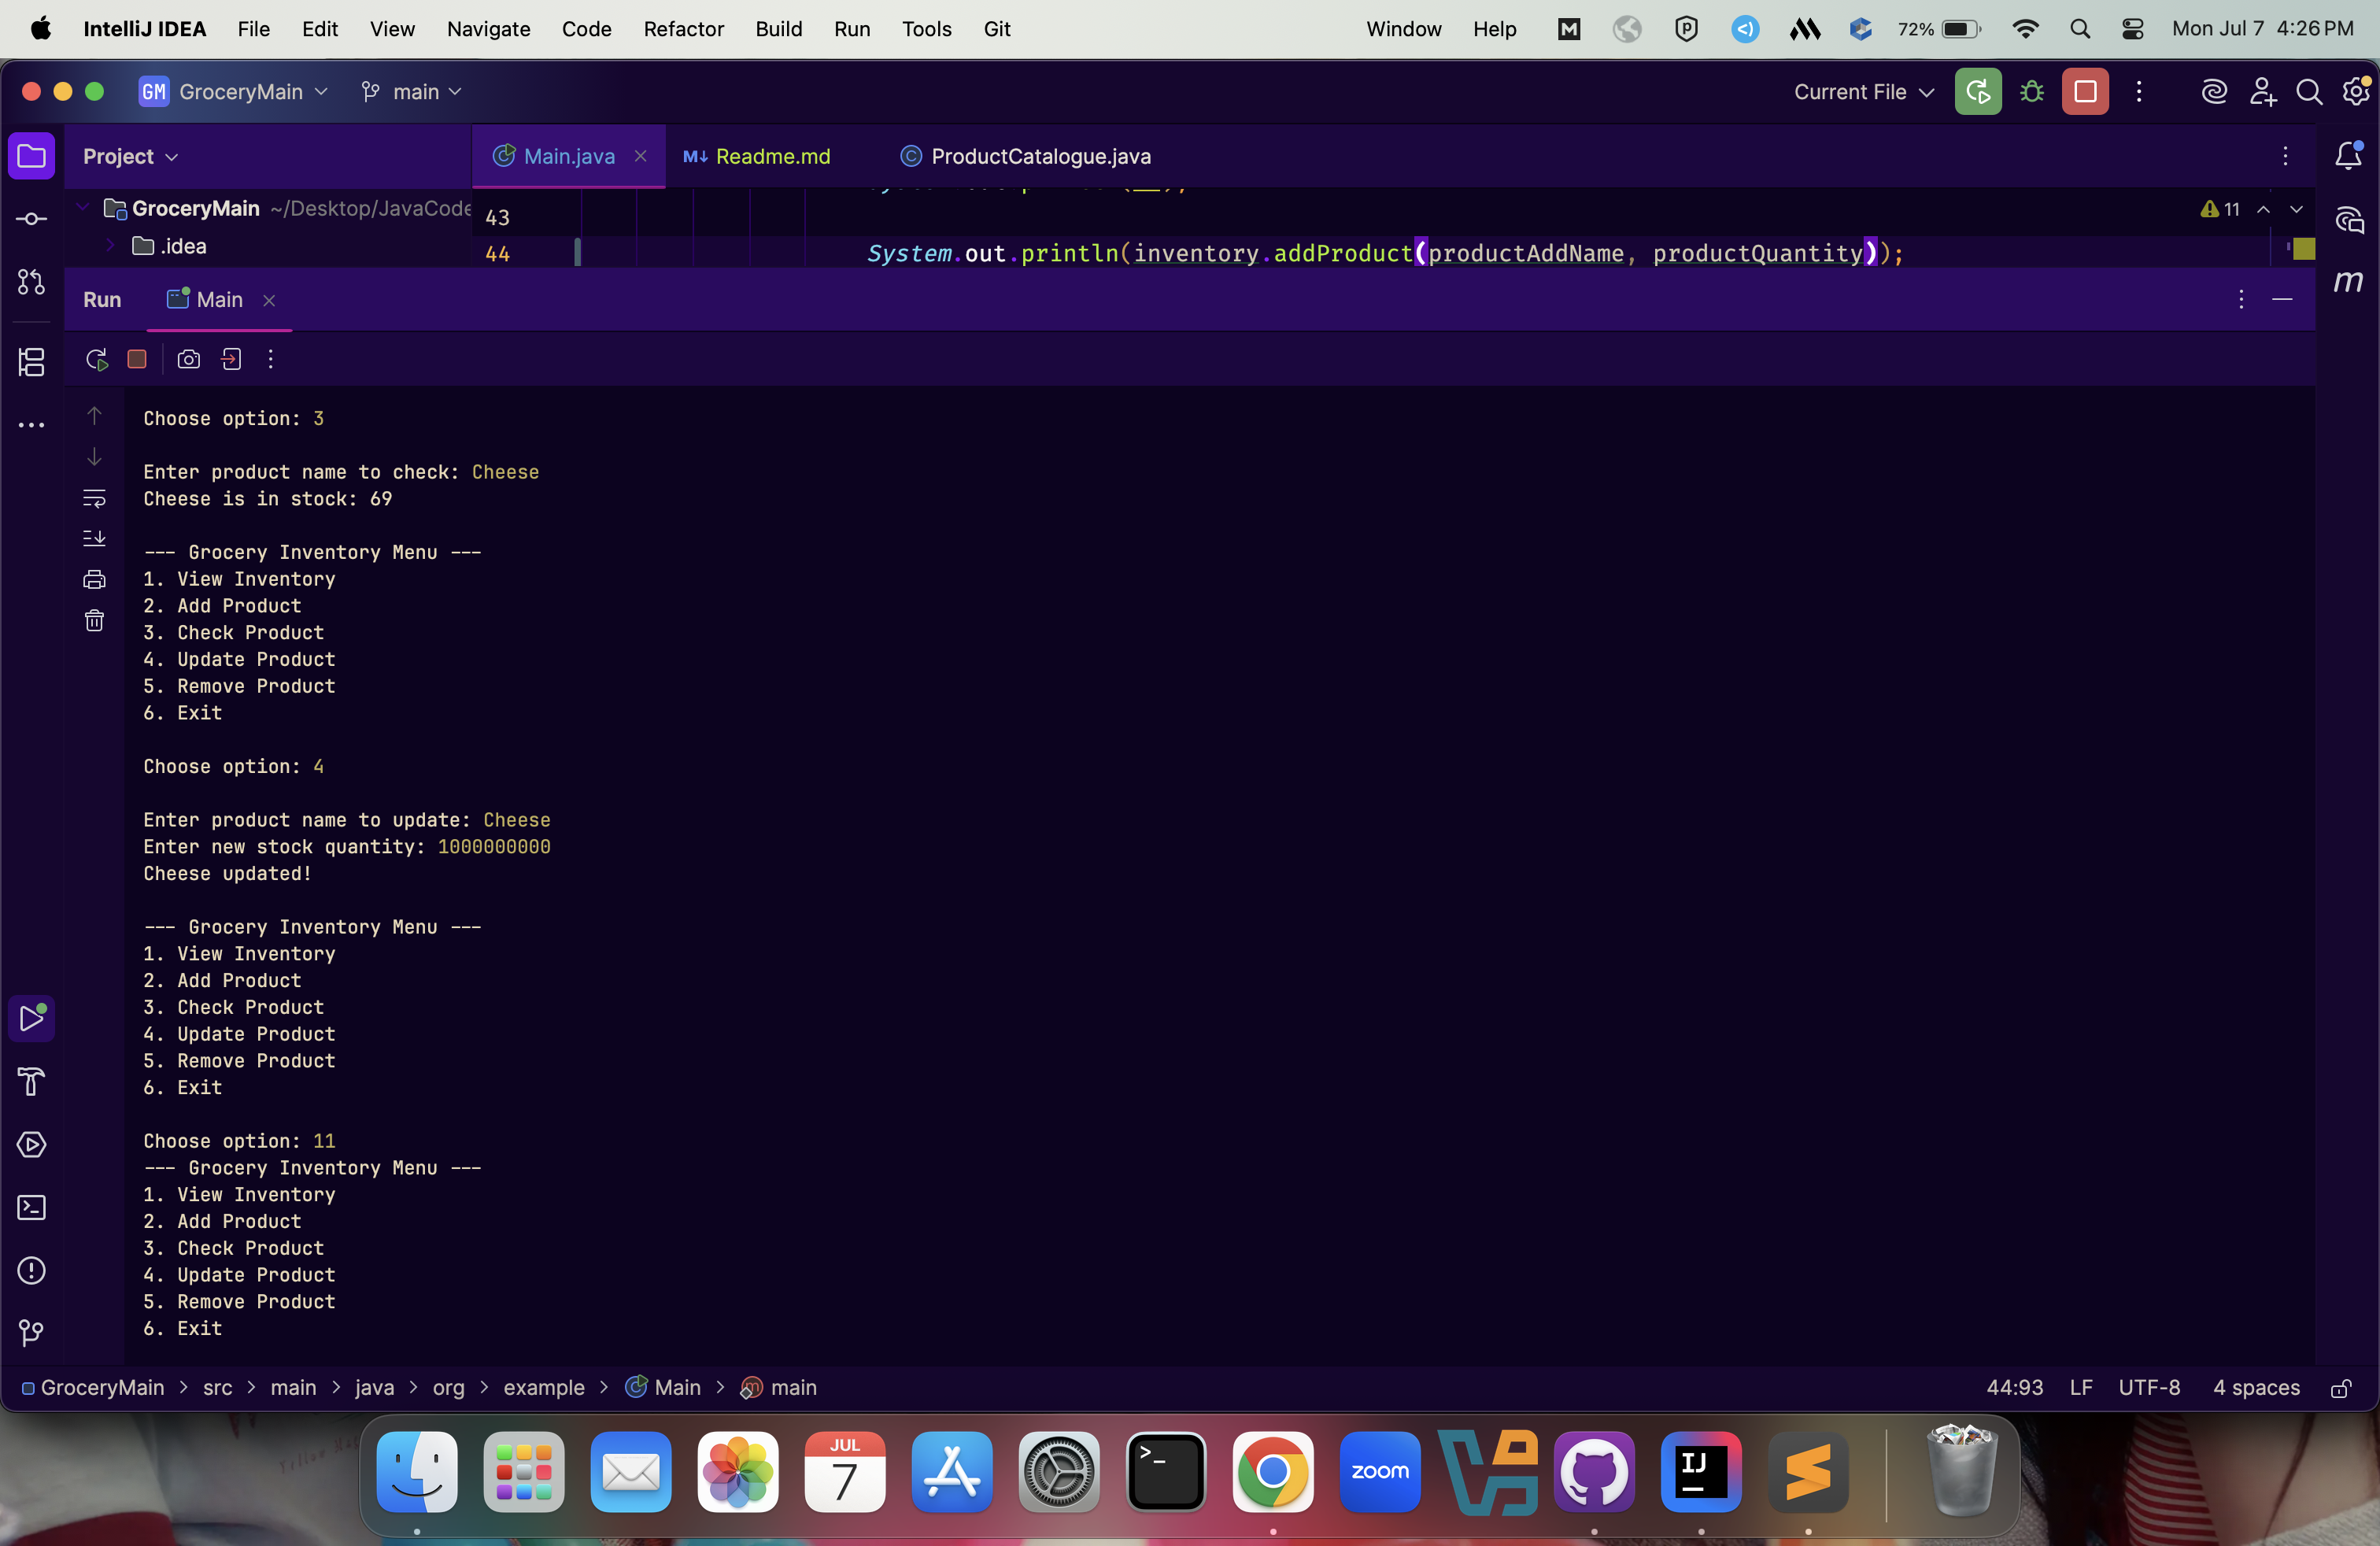 IntelliJ IDEA File Edit View Navigate Code Refactor Build Run Tools Git Window Help 72% Mon Jul 7 4:26 PM
GM GroceryMain main Current File
Project Main.java M↓ Readme.md ProductCatalogue.java
GroceryMain ~/Desktop/JavaCode
43
11
.idea
44 System.out.println(inventory.addProduct(productAddName, productQuantity));
Run Main
m
Choose option: 3
Enter product name to check: Cheese
Cheese is in stock: 69
--- Grocery Inventory Menu ---
1. View Inventory
2. Add Product
3. Check Product
4. Update Product
5. Remove Product
6. Exit
Choose option: 4
Enter product name to update: Cheese
Enter new stock quantity: 1000000000
Cheese updated!
--- Grocery Inventory Menu ---
1. View Inventory
2. Add Product
3. Check Product
4. Update Product
5. Remove Product
6. Exit
Choose option: 11
--- Grocery Inventory Menu ---
1. View Inventory
2. Add Product
3. Check Product
4. Update Product
5. Remove Product
6. Exit
GroceryMain > src > main > java > org > example > Main > main 44:93 LF UTF-8 4 spaces
JUL
7
zoom
IJ